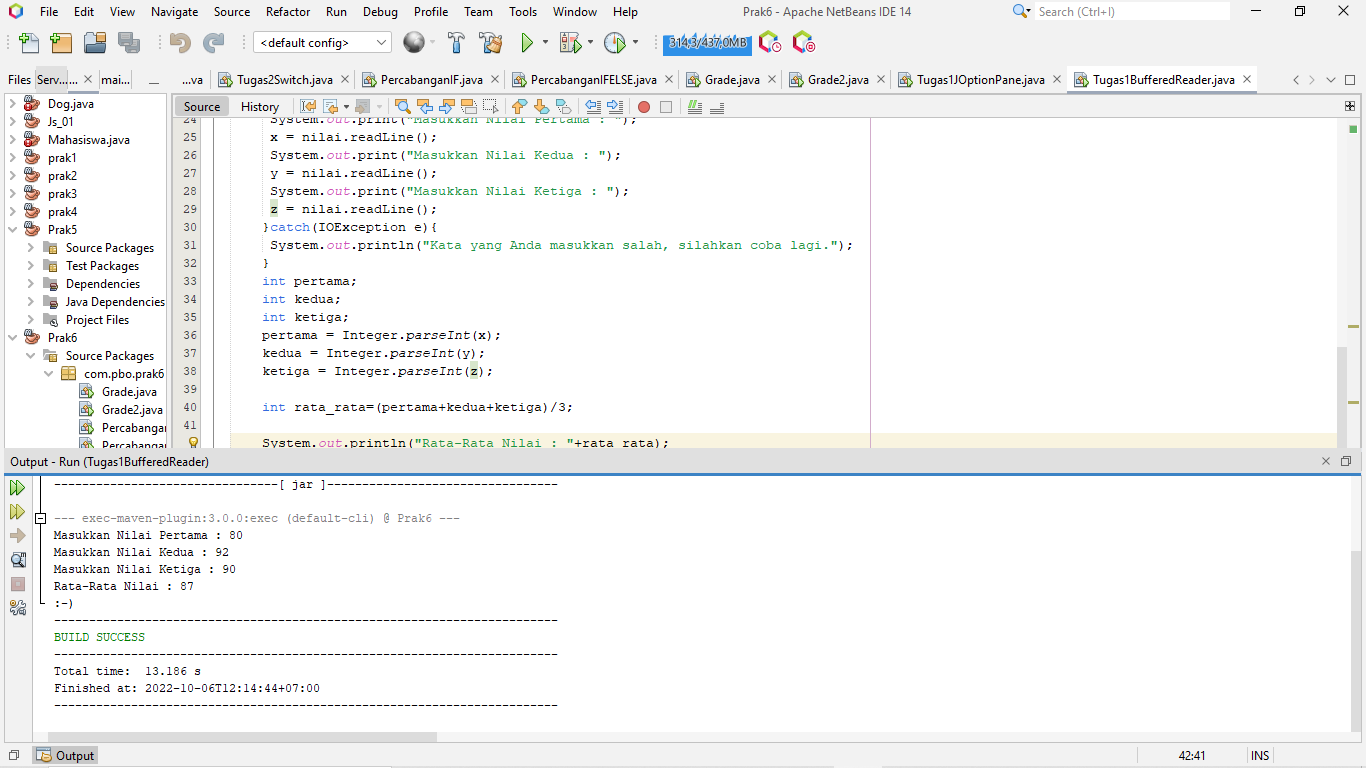 File Edit View Navigate Source Refactor Run Debug Profile Team Tools Window Help Prak6 - Apache NetBeans IDE 14 Search (Ctrl+I)
<default config> 314,3/437,0MB
Files Serv...... mai... ...va Tugas2Switch.java PercabanganIF.java PercabanganIFELSE.java Grade.java Grade2.java Tugas1JOptionPane.java Tugas1BufferedReader.java
Source History
Dog.java
Js_01
Mahasiswa.java
prak1
prak2
prak3
prak4
Prak5
Source Packages
Test Packages
Dependencies
Java Dependencies
Project Files
Prak6
Source Packages
com.pbo.prak6
Grade.java
Grade2.java
Percabangan
Percabangan
24 System.out.print("Masukkan Nilai Pertama : ");
25 x = nilai.readLine();
26 System.out.print("Masukkan Nilai Kedua : ");
27 y = nilai.readLine();
28 System.out.print("Masukkan Nilai Ketiga : ");
29 z = nilai.readLine();
30 }catch(IOException e){
31 System.out.println("Kata yang Anda masukkan salah, silahkan coba lagi.");
32 }
33 int pertama;
34 int kedua;
35 int ketiga;
36 pertama = Integer.parseInt(x);
37 kedua = Integer.parseInt(y);
38 ketiga = Integer.parseInt(z);
39
40 int rata_rata=(pertama+kedua+ketiga)/3;
41
System.out.println("Rata-Rata Nilai : "+rata_rata);
Output - Run (Tugas1BufferedReader)
--------------------------------[ jar ]---------------------------------
--- exec-maven-plugin:3.0.0:exec (default-cli) @ Prak6 ---
Masukkan Nilai Pertama : 80
Masukkan Nilai Kedua : 92
Masukkan Nilai Ketiga : 90
Rata-Rata Nilai : 87
:-)
------------------------------------------------------------------------
BUILD SUCCESS
------------------------------------------------------------------------
Total time:  13.186 s
Finished at: 2022-10-06T12:14:44+07:00
------------------------------------------------------------------------
Output 42:41 INS